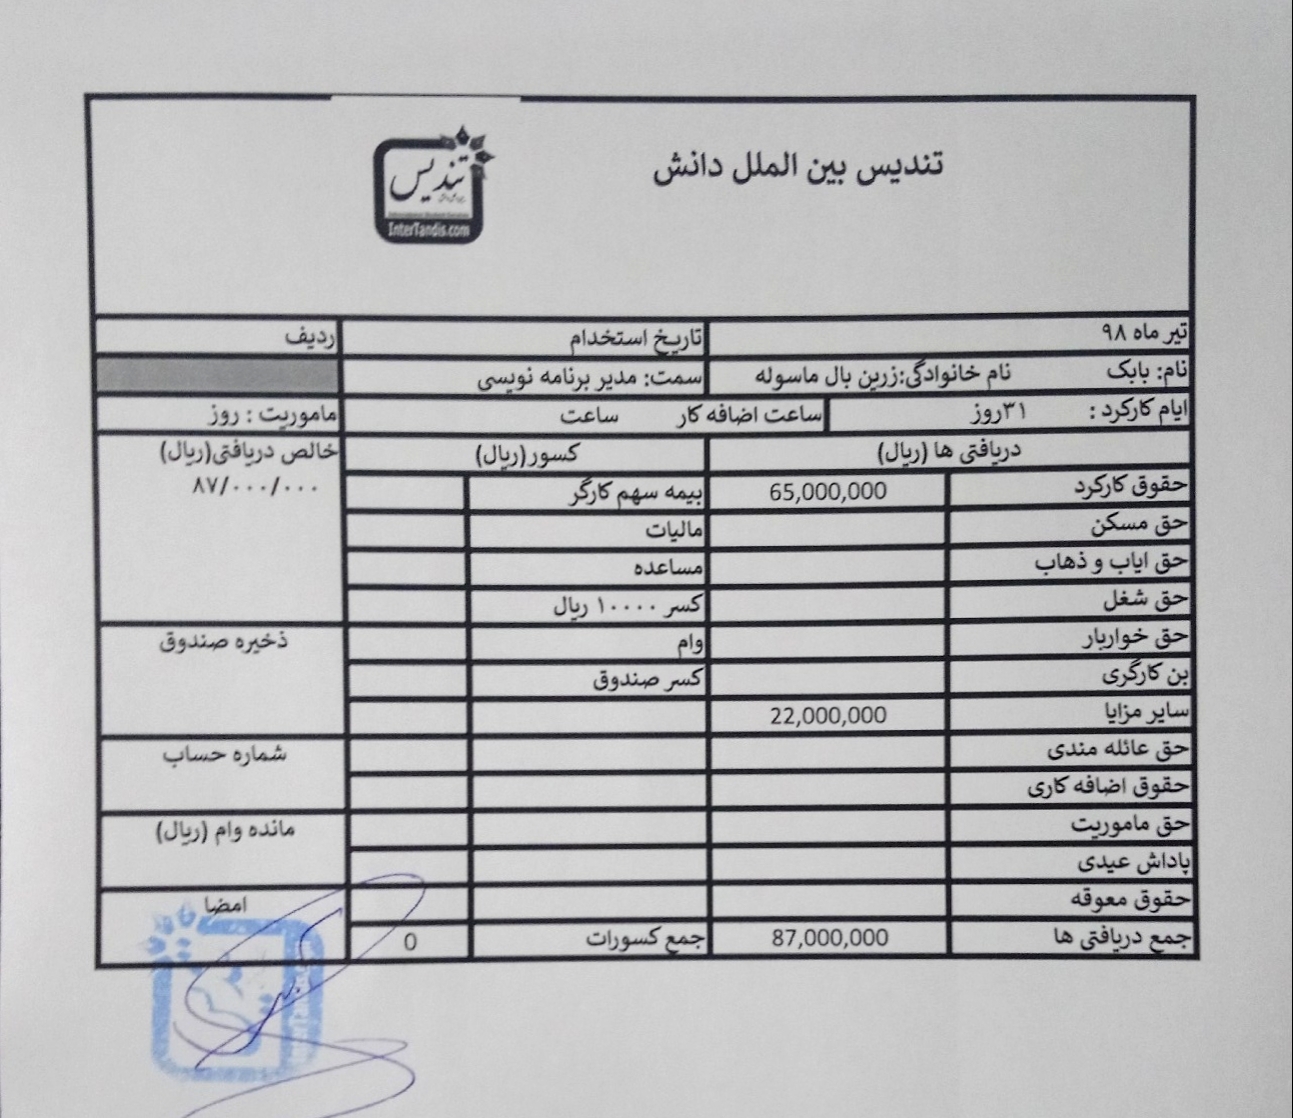 تندیس بین الملل دانش
تندیس
InterTandis.com
تیر ماه ۹۸ تاریخ استخدام ردیف
نام: بابک نام خانوادگی:زرین بال ماسوله سمت: مدیر برنامه نویسی
ایام کارکرد : ۳۱روز ساعت اضافه کار ساعت ماموریت : روز
دریافتی ها (ریال) کسور(ریال) خالص دریافتی(ریال)
۸۷/۰۰۰/۰۰۰
حقوق کارکرد 65,000,000 بیمه سهم کارگر
حق مسکن مالیات
حق ایاب و ذهاب مساعده
حق شغل کسر ۱۰۰۰۰ ریال
حق خواربار وام ذخیره صندوق
بن کارگری کسر صندوق
سایر مزایا 22,000,000
حق عائله مندی شماره حساب
حقوق اضافه کاری
حق ماموریت مانده وام (ریال)
پاداش عیدی
حقوق معوقه امضا
جمع دریافتی ها 87,000,000 جمع کسورات 0